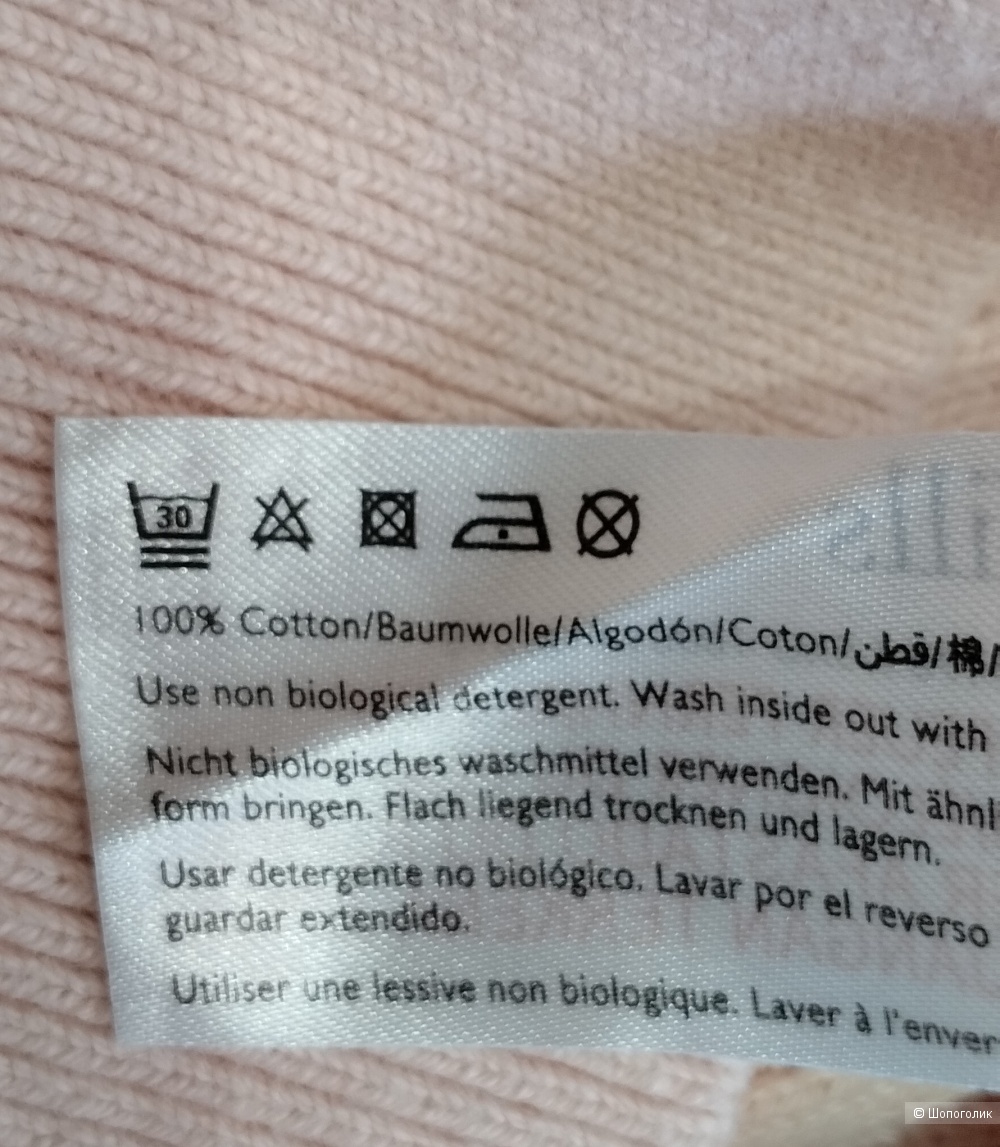 30
100% Cotton/Baumwolle/Algodón/Coton/قطن/棉/
Use non biological detergent. Wash inside out with
Nicht biologisches waschmittel verwenden. Mit ähnl
form bringen. Flach liegend trocknen und lagern.
Usar detergente no biológico. Lavar por el reverso
guardar extendido.
Utiliser une lessive non biologique. Laver à l'enver
© Шопоголик